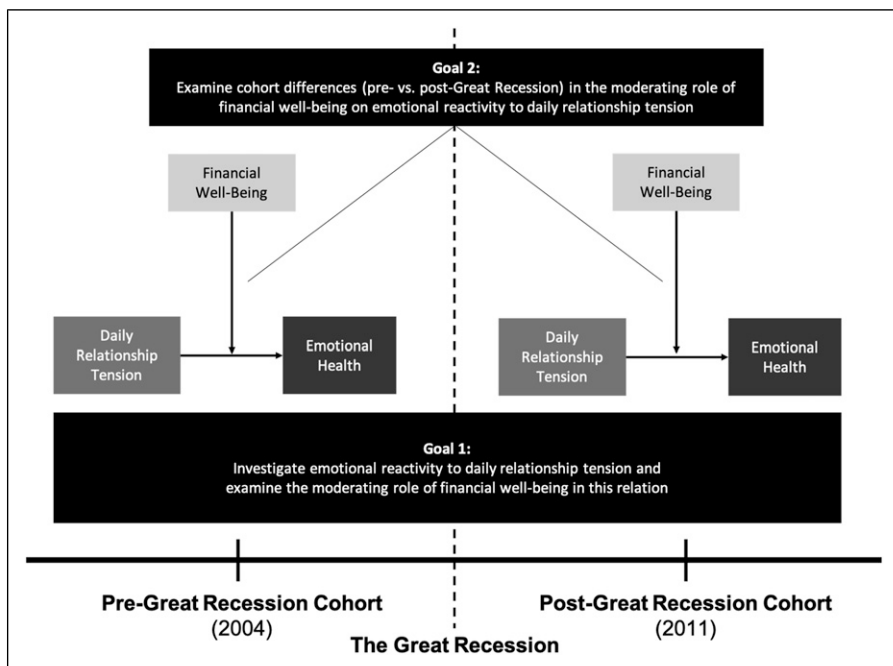 Goal 2:
Examine cohort differences (pre- vs. post-Great Recession) in the moderating role of
financial well-being on emotional reactivity to daily relationship tension
Financial
Well-Being
Financial
Well-Being
Daily
Relationship
Tension
Emotional
Health
Daily
Relationship
Tension
Emotional
Health
Goal 1:
Investigate emotional reactivity to daily relationship tension and
examine the moderating role of financial well-being in this relation
Pre-Great Recession Cohort
(2004)
Post-Great Recession Cohort
(2011)
The Great Recession